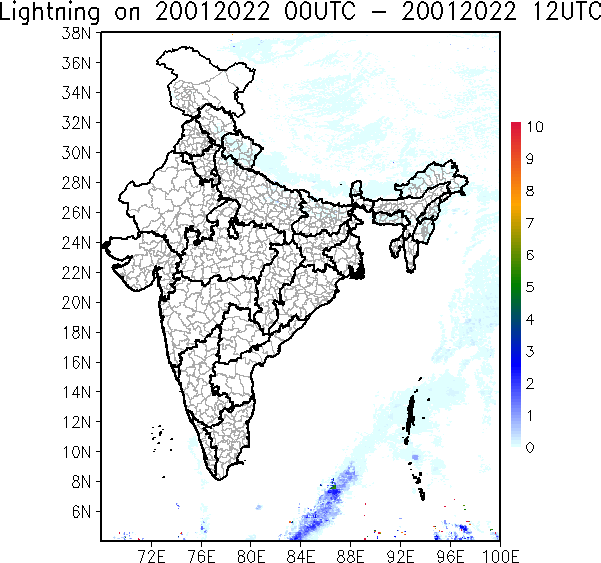 Lightning on 20012022 00UTC – 20012022 12UTC
38N
36N
34N
32N
30N
28N
26N
24N
22N
20N
18N
16N
14N
12N
10N
8N
6N
72E 76E 80E 84E 88E 92E 96E 100E
10
9
8
7
6
5
4
3
2
1
0